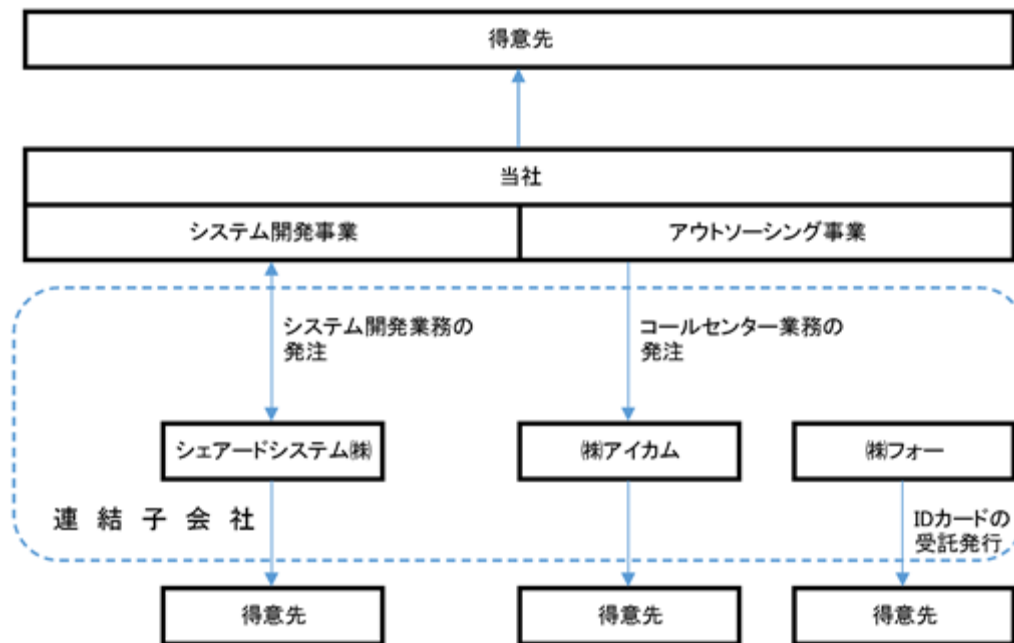 得意先
当社
システム開発事業
アウトソーシング事業
システム開発業務の
発注
コールセンター業務の
発注
シェアードシステム㈱
㈱アイカム
㈱フォー
連結子会社
IDカードの
受託発行
得意先
得意先
得意先